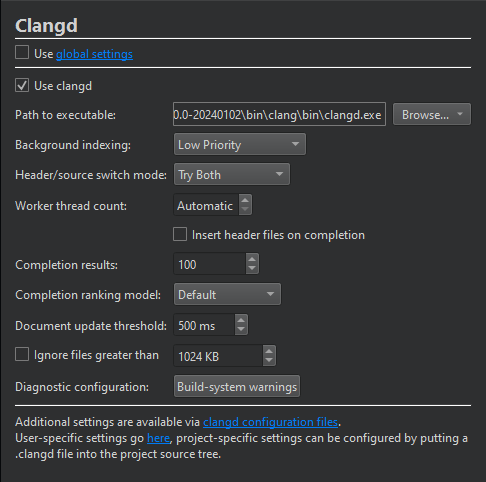 Clangd
Use global settings
Use clangd
Path to executable: 0.0-20240102\bin\clang\bin\clangd.exe Browse...
Background indexing: Low Priority
Header/source switch mode: Try Both
Worker thread count: Automatic
Insert header files on completion
Completion results: 100
Completion ranking model: Default
Document update threshold: 500 ms
Ignore files greater than 1024 KB
Diagnostic configuration: Build-system warnings
Additional settings are available via clangd configuration files.
User-specific settings go here, project-specific settings can be configured by putting a
.clangd file into the project source tree.